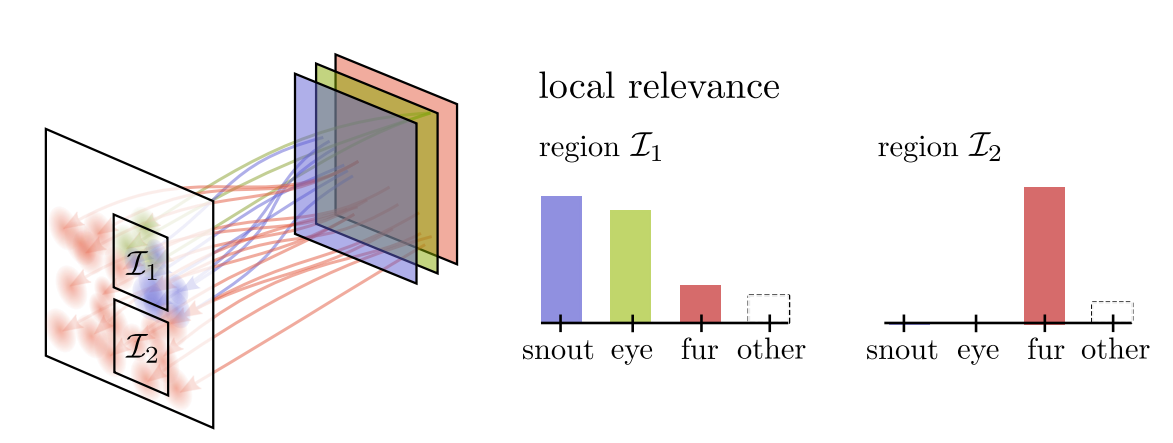 local relevance
region ℐ₁
region ℐ₂
ℐ₁
ℐ₂
snout eye fur other
snout eye fur other